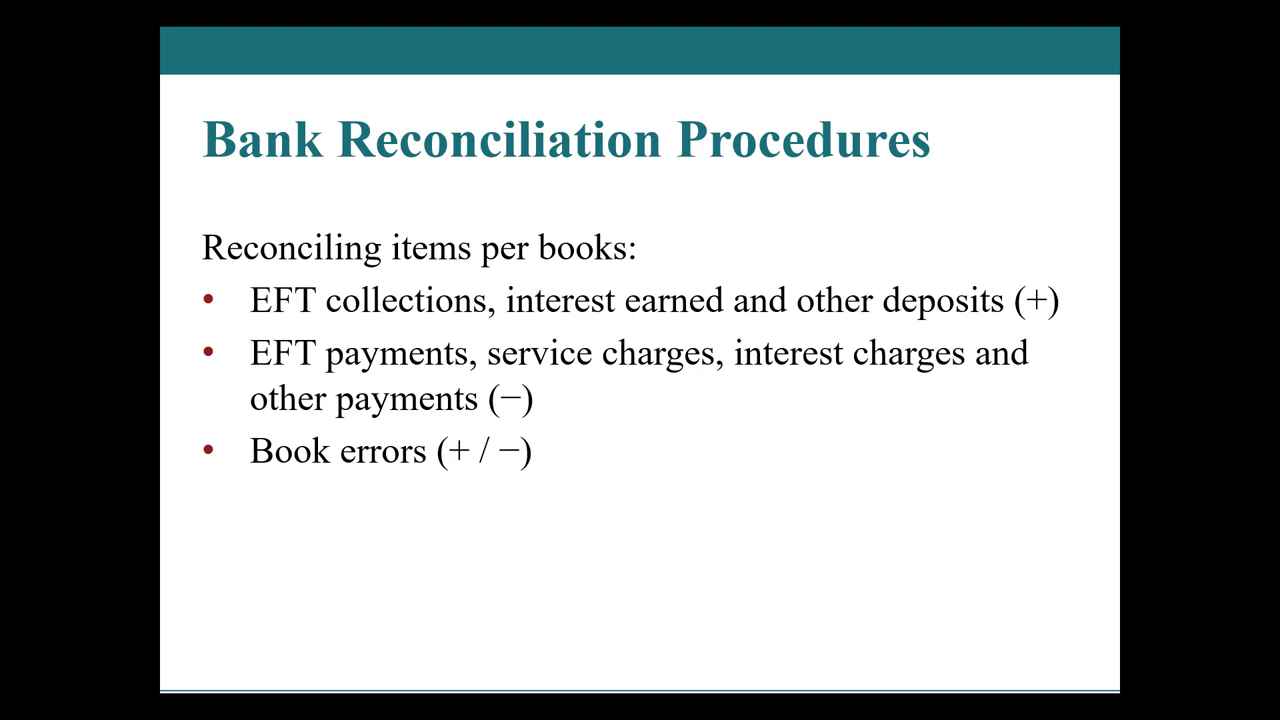 Bank Reconciliation Procedures
Reconciling items per books:
• EFT collections, interest earned and other deposits (+)
• EFT payments, service charges, interest charges and
other payments (−)
• Book errors (+ / −)